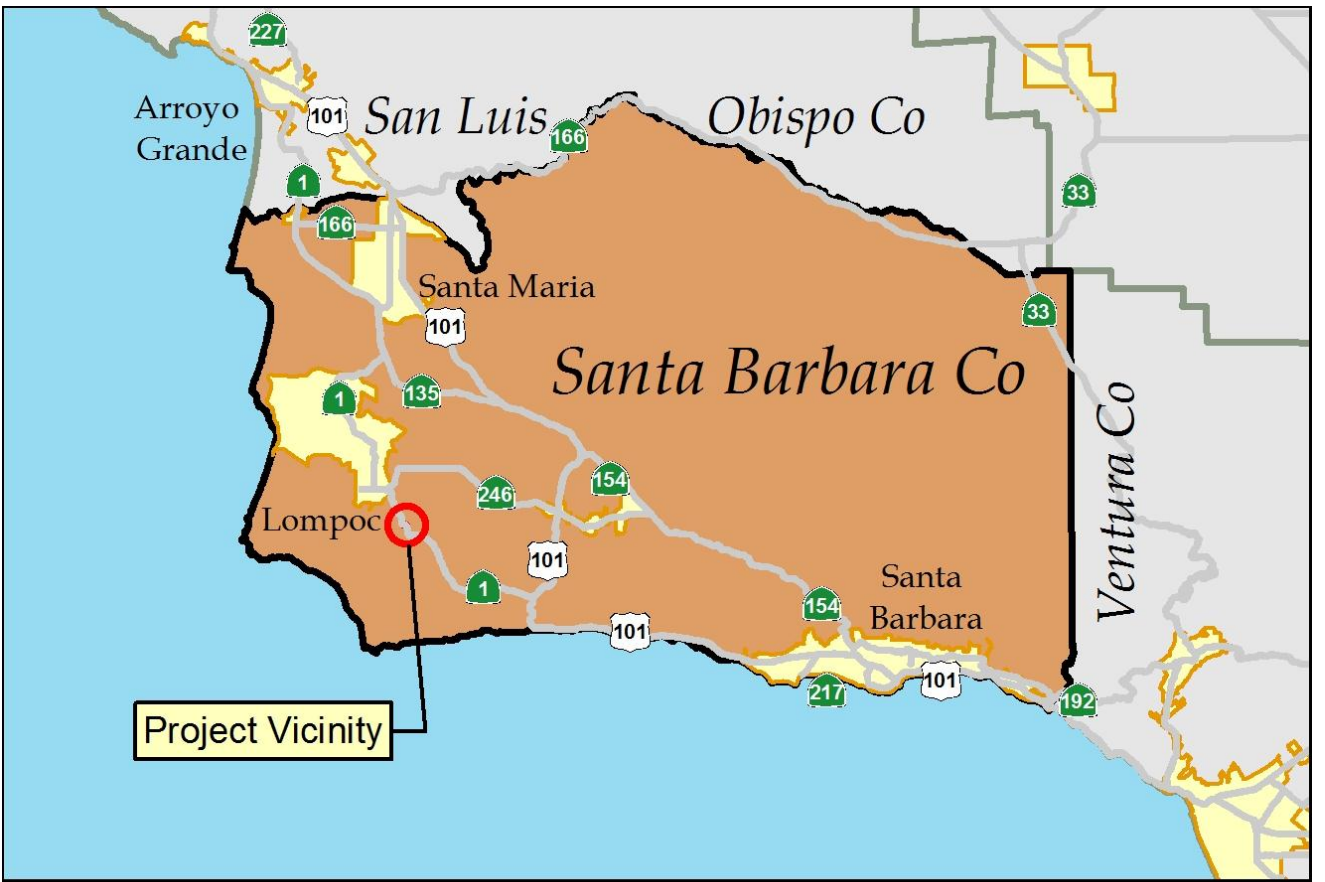 227
Arroyo
Grande
101
San Luis
166
Obispo Co
1
166
33
Santa Maria
101
33
Santa Barbara Co
1
135
Ventura Co
246
154
Lompoc
101
1
154
Santa
Barbara
101
101
217
192
Project Vicinity